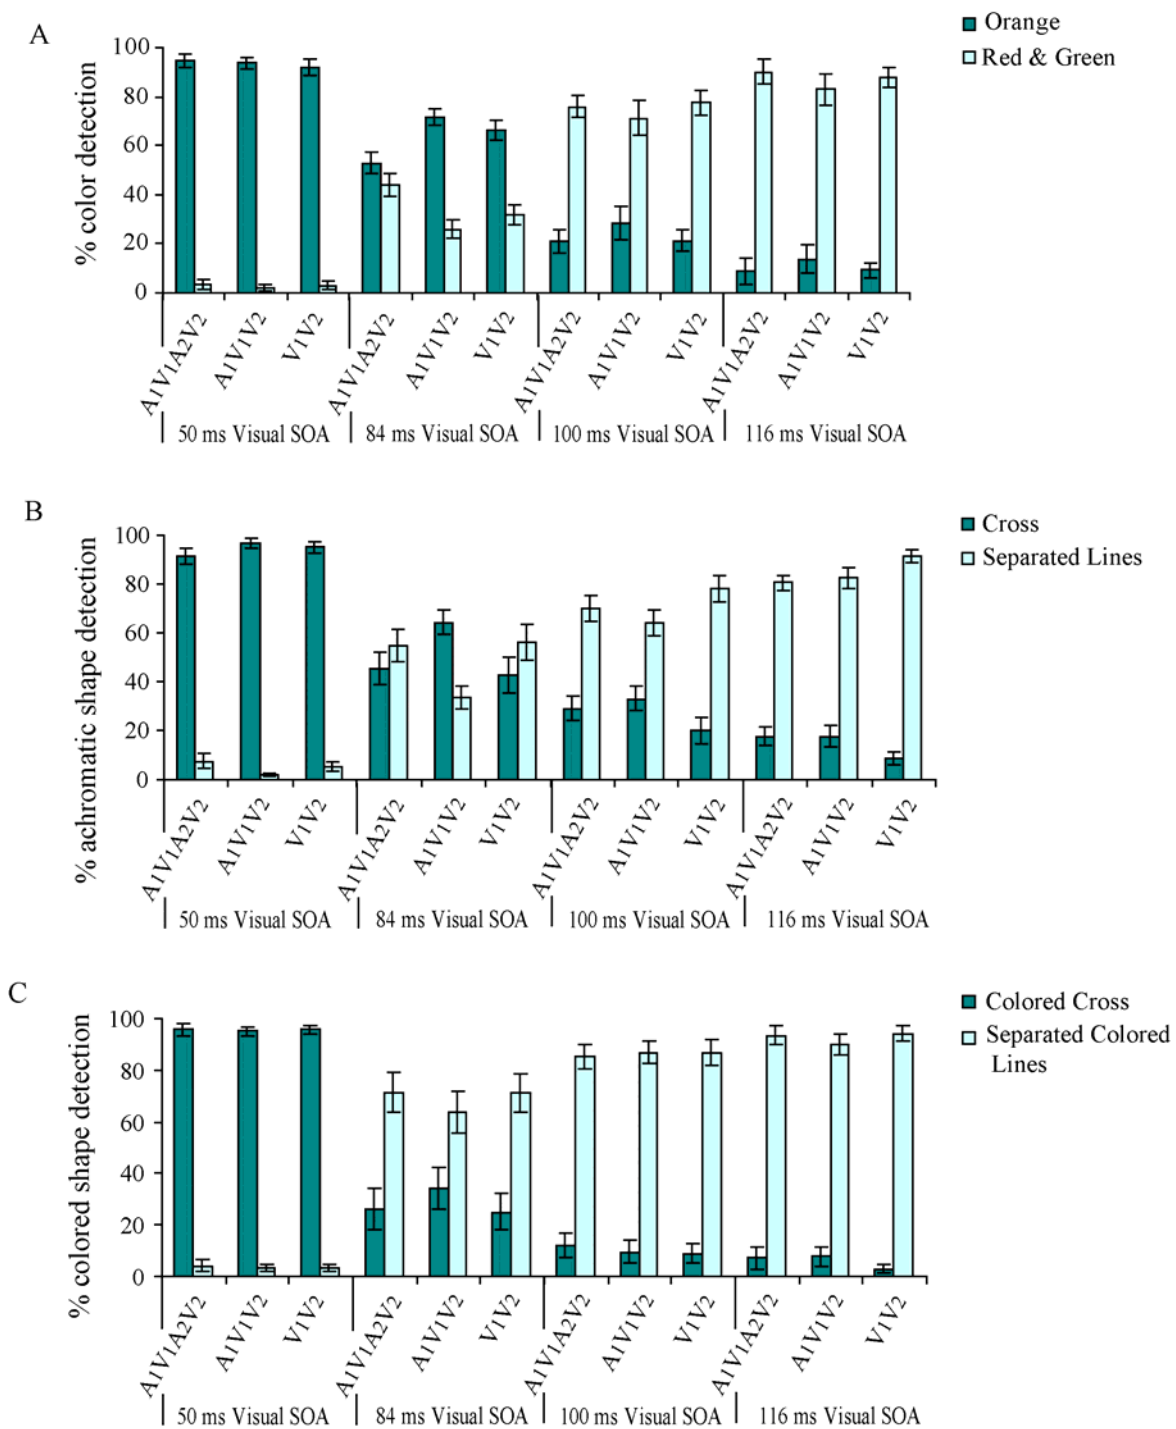 A
Orange
Red & Green
% color detection
100
80
60
40
20
0
A1V1A2V2
A1V1V2
V1V2
A1V1A2V2
A1V1V2
V1V2
A1V1A2V2
A1V1V2
V1V2
A1V1A2V2
A1V1V2
V1V2
50 ms Visual SOA
84 ms Visual SOA
100 ms Visual SOA
116 ms Visual SOA
B
Cross
Separated Lines
% achromatic shape detection
100
80
60
40
20
0
A1V1A2V2
A1V1V2
V1V2
A1V1A2V2
A1V1V2
V1V2
A1V1A2V2
A1V1V2
V1V2
A1V1A2V2
A1V1V2
V1V2
50 ms Visual SOA
84 ms Visual SOA
100 ms Visual SOA
116 ms Visual SOA
C
Colored Cross
Separated Colored
Lines
% colored shape detection
100
80
60
40
20
0
A1V1A2V2
A1V1V2
V1V2
A1V1A2V2
A1V1V2
V1V2
A1V1A2V2
A1V1V2
V1V2
A1V1A2V2
A1V1V2
V1V2
50 ms Visual SOA
84 ms Visual SOA
100 ms Visual SOA
116 ms Visual SOA